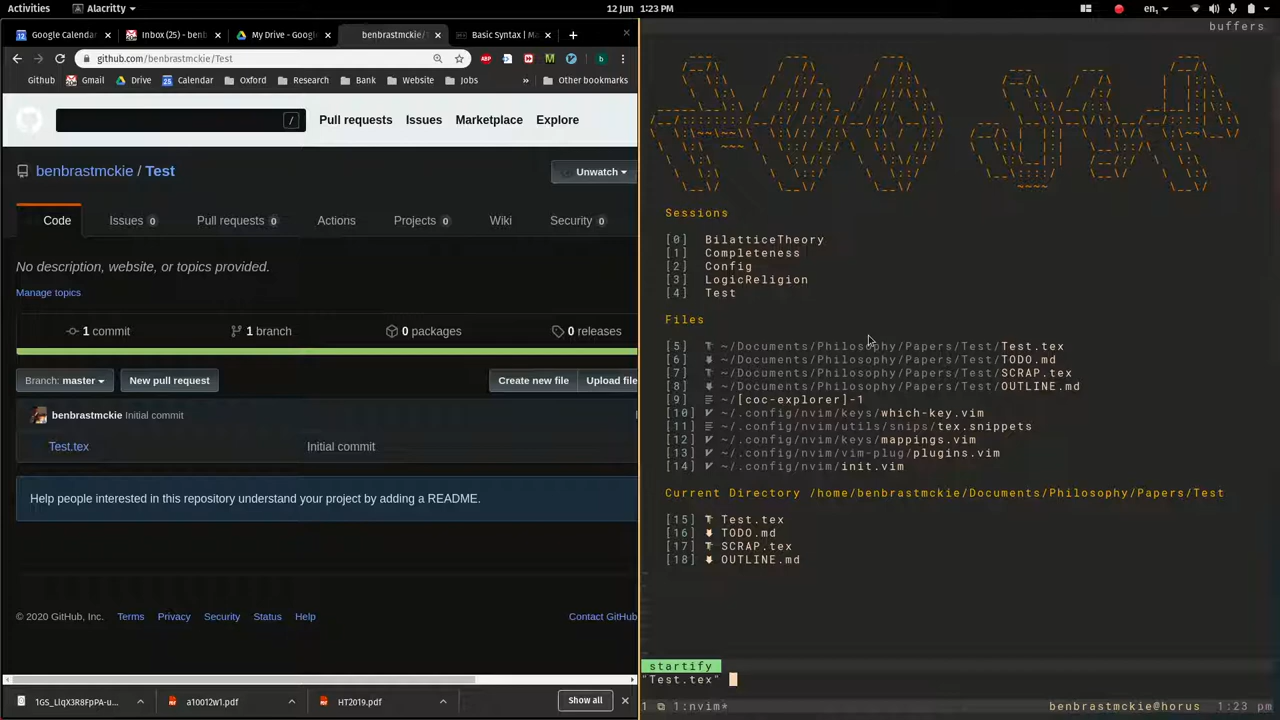 Activities Alacritty 12 Jun 1:23 PM en₁
Google Calendar Inbox (25) - benb My Drive - Google benbrastmckie/Test Basic Syntax | Ma
github.com/benbrastmckie/Test
Github Gmail Drive Calendar Oxford Research Bank Website Jobs » Other bookmarks
/ Pull requests Issues Marketplace Explore
benbrastmckie / Test Unwatch
Code Issues 0 Pull requests 0 Actions Projects 0 Wiki Security 0
No description, website, or topics provided.
Manage topics
1 commit 1 branch 0 packages 0 releases
Branch: master New pull request Create new file Upload file
benbrastmckie Initial commit
Test.tex Initial commit
Help people interested in this repository understand your project by adding a README.
© 2020 GitHub, Inc. Terms Privacy Security Status Help Contact GitHub
1GS_LlqX3R8FpPA-u... a10012w1.pdf HT2019.pdf Show all
buffers
Sessions
[0] BilatticeTheory
[1] Completeness
[2] Config
[3] LogicReligion
[4] Test
Files
[5] ~/Documents/Philosophy/Papers/Test/Test.tex
[6] ~/Documents/Philosophy/Papers/Test/TODO.md
[7] ~/Documents/Philosophy/Papers/Test/SCRAP.tex
[8] ~/Documents/Philosophy/Papers/Test/OUTLINE.md
[9] ~/[coc-explorer]-1
[10] ~/.config/nvim/keys/which-key.vim
[11] ~/.config/nvim/utils/snips/tex.snippets
[12] ~/.config/nvim/keys/mappings.vim
[13] ~/.config/nvim/vim-plug/plugins.vim
[14] ~/.config/nvim/init.vim
Current Directory /home/benbrastmckie/Documents/Philosophy/Papers/Test
[15] Test.tex
[16] TODO.md
[17] SCRAP.tex
[18] OUTLINE.md
startify
"Test.tex"
1 1:nvim* benbrastmckie@horus 1:23 pm